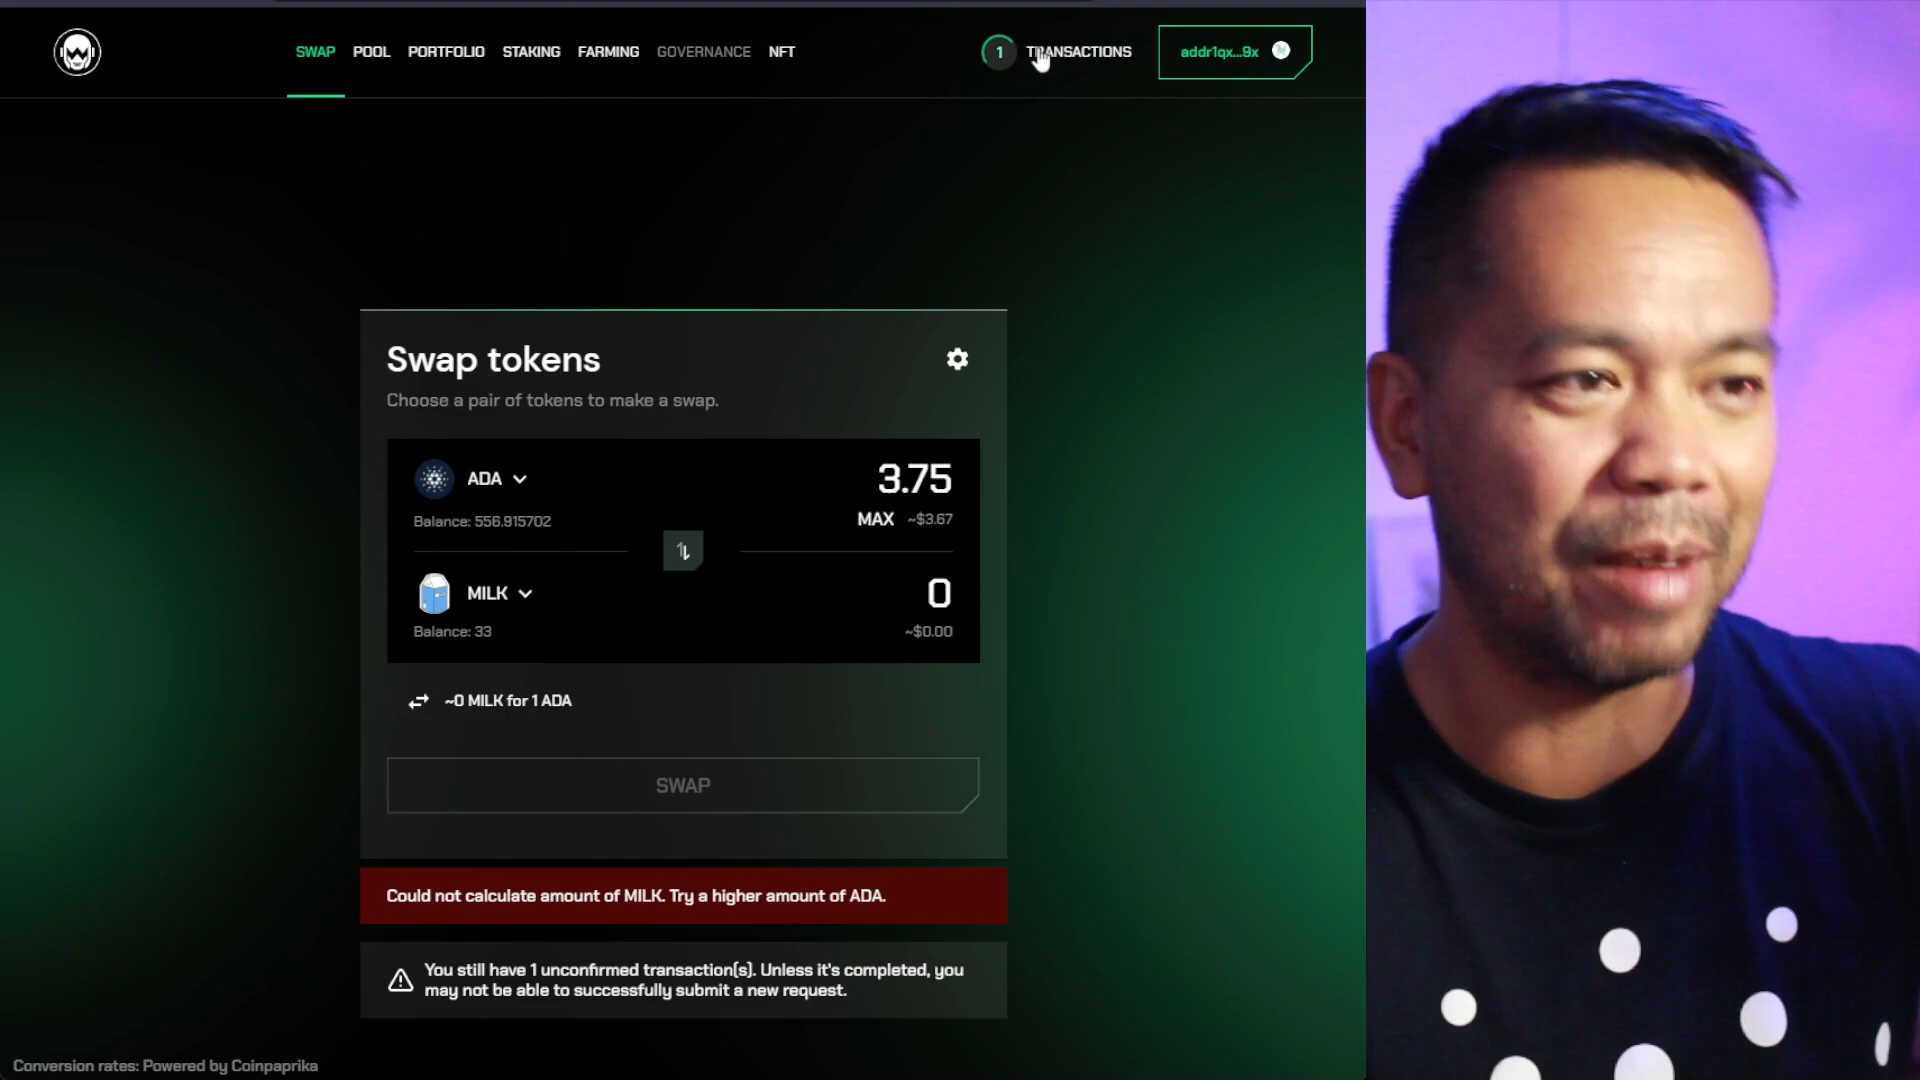 SWAP POOL PORTFOLIO STAKING FARMING GOVERNANCE NFT 1 TRANSACTIONS addr1qx...9x
Swap tokens
Choose a pair of tokens to make a swap.
ADA 3.75
Balance: 556.915702 MAX ~$3.67
MILK 0
Balance: 33 ~$0.00
~0 MILK for 1 ADA
SWAP
Could not calculate amount of MILK. Try a higher amount of ADA.
You still have 1 unconfirmed transaction(s). Unless it's completed, you
may not be able to successfully submit a new request.
Conversion rates: Powered by Coinpaprika